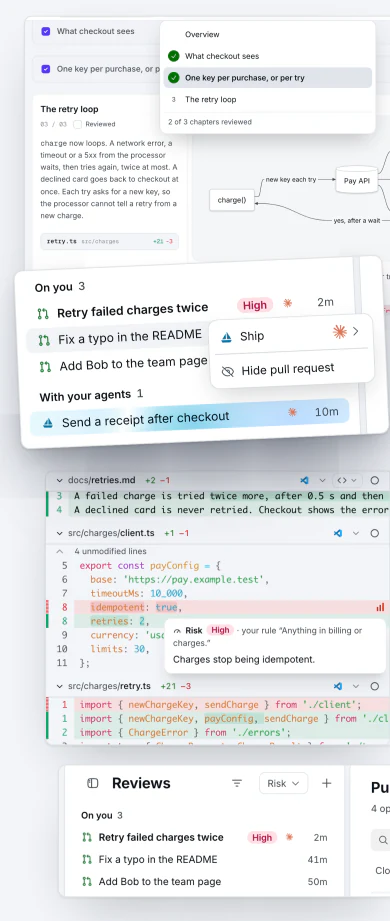 What checkout sees
One key per purchase, or p
Overview
What checkout sees
One key per purchase, or per try
3 The retry loop
2 of 3 chapters reviewed
The retry loop
03 / 03 Reviewed
charge now loops. A network error, a
timeout or a 5xx from the processor
waits, then tries again, twice at most. A
declined card goes back to checkout at
once. Each try asks for a new key, so
the processor cannot tell a retry from a
new charge.
retry.ts src/charges +21 −3
charge()
new key each try
Pay API
yes, after a wait
On you 3
Retry failed charges twice High 2m
Fix a typo in the README
Add Bob to the team page
Ship
Hide pull request
With your agents 1
Send a receipt after checkout 10m
docs/retries.md +2 −1
3 A failed charge is tried twice more, after 0.5 s and then
4 A declined card is never retried. Checkout shows the error
src/charges/client.ts +1 −1
4 unmodified lines
5 export const payConfig = {
6 base: 'https://pay.example.test',
7 timeoutMs: 10_000,
8 idempotent: true,
8 retries: 2,
9 currency: 'usd
10 limits: 30,
11 };
Risk High · your rule “Anything in billing or
charges.”
Charges stop being idempotent.
src/charges/retry.ts +21 −3
1 import { newChargeKey, sendCharge } from './client';
1 import { newChargeKey, payConfig, sendCharge } from './cl
2 import { ChargeError } from './errors';
Reviews
Risk
On you 3
Retry failed charges twice High 2m
Fix a typo in the README 41m
Add Bob to the team page 50m
Pu
4 op
Clo